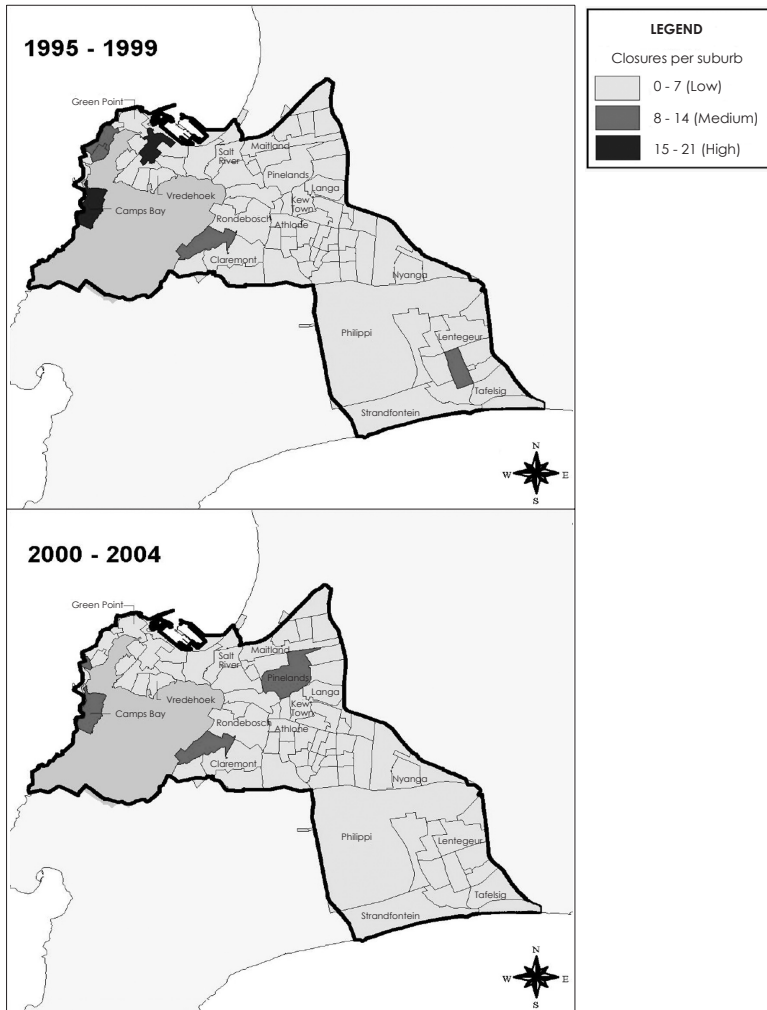 1995 - 1999
Green Point
Salt
River
Maitland
Pinelands
Langa
Vredehoek
Kew
Town
Camps Bay
Rondebosch
Athlone
Claremont
Nyanga
Philippi
Lentegeur
Tafelsig
Strandfontein
N
W E
S
LEGEND
Closures per suburb
0 - 7 (Low)
8 - 14 (Medium)
15 - 21 (High)
2000 - 2004
Green Point
Salt
River
Maitland
Pinelands
Langa
Vredehoek
Kew
Town
Camps Bay
Rondebosch
Athlone
Claremont
Nyanga
Philippi
Lentegeur
Tafelsig
Strandfontein
N
W E
S